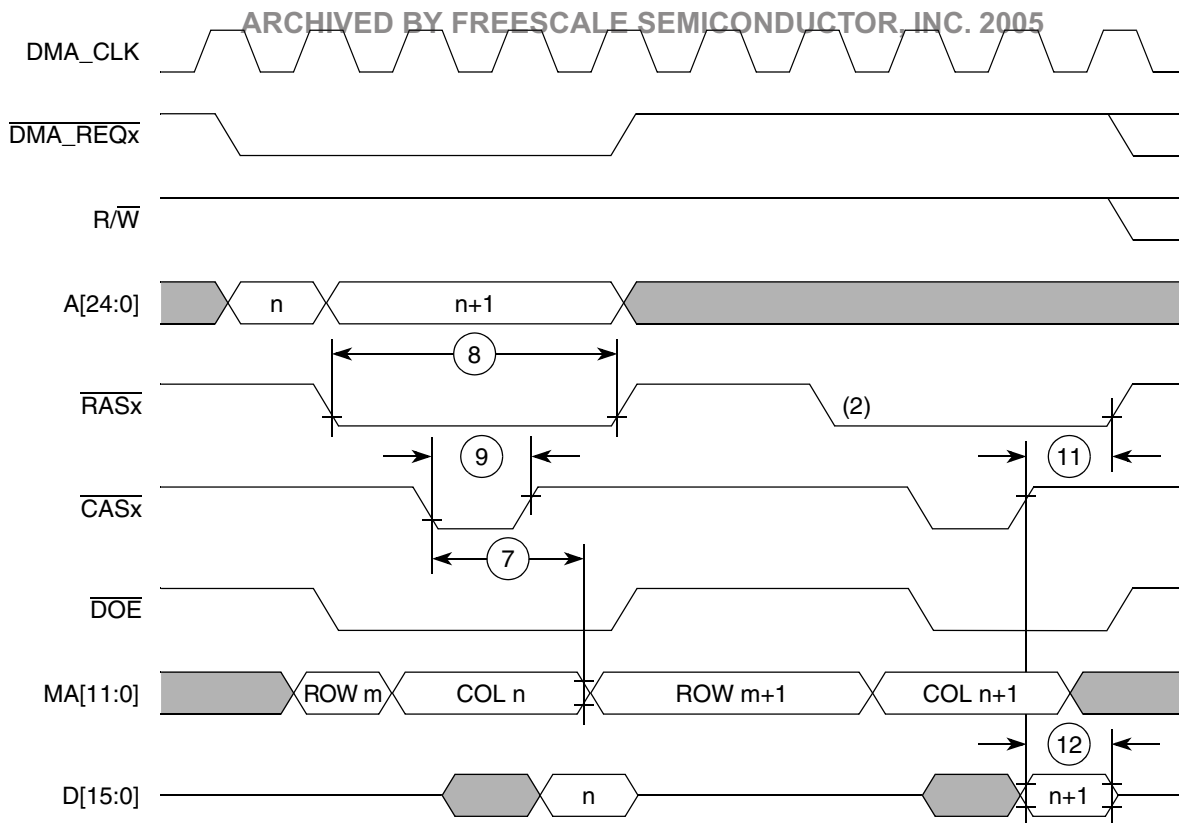 ARCHIVED BY FREESCALE SEMICONDUCTOR, INC. 2005
DMA_CLK
DMA_REQx
R/W
A[24:0]
n
n+1
8
RASx
(2)
9
11
CASx
7
DOE
MA[11:0]
ROW m
COL n
ROW m+1
COL n+1
12
D[15:0]
n
n+1